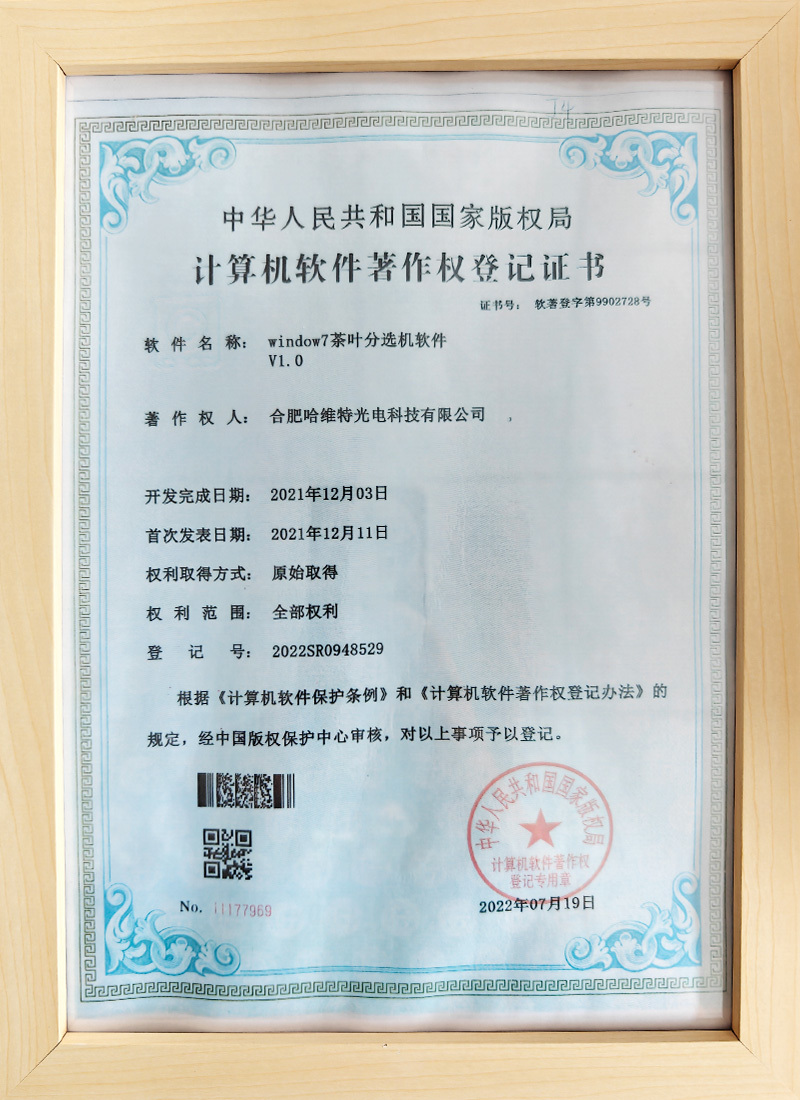 14
中华人民共和国国家版权局
计算机软件著作权登记证书
证书号： 软著登字第9902728号
软件名称： window7茶叶分选机软件
V1.0
著作权人： 合肥哈维特光电科技有限公司
开发完成日期： 2021年12月03日
首次发表日期： 2021年12月11日
权利取得方式： 原始取得
权利范围： 全部权利
登记号： 2022SR0948529
根据《计算机软件保护条例》和《计算机软件著作权登记办法》的
规定，经中国版权保护中心审核，对以上事项予以登记。
中华人民共和国国家版权局
计算机软件著作权
登记专用章
No. 11177969
2022年07月19日